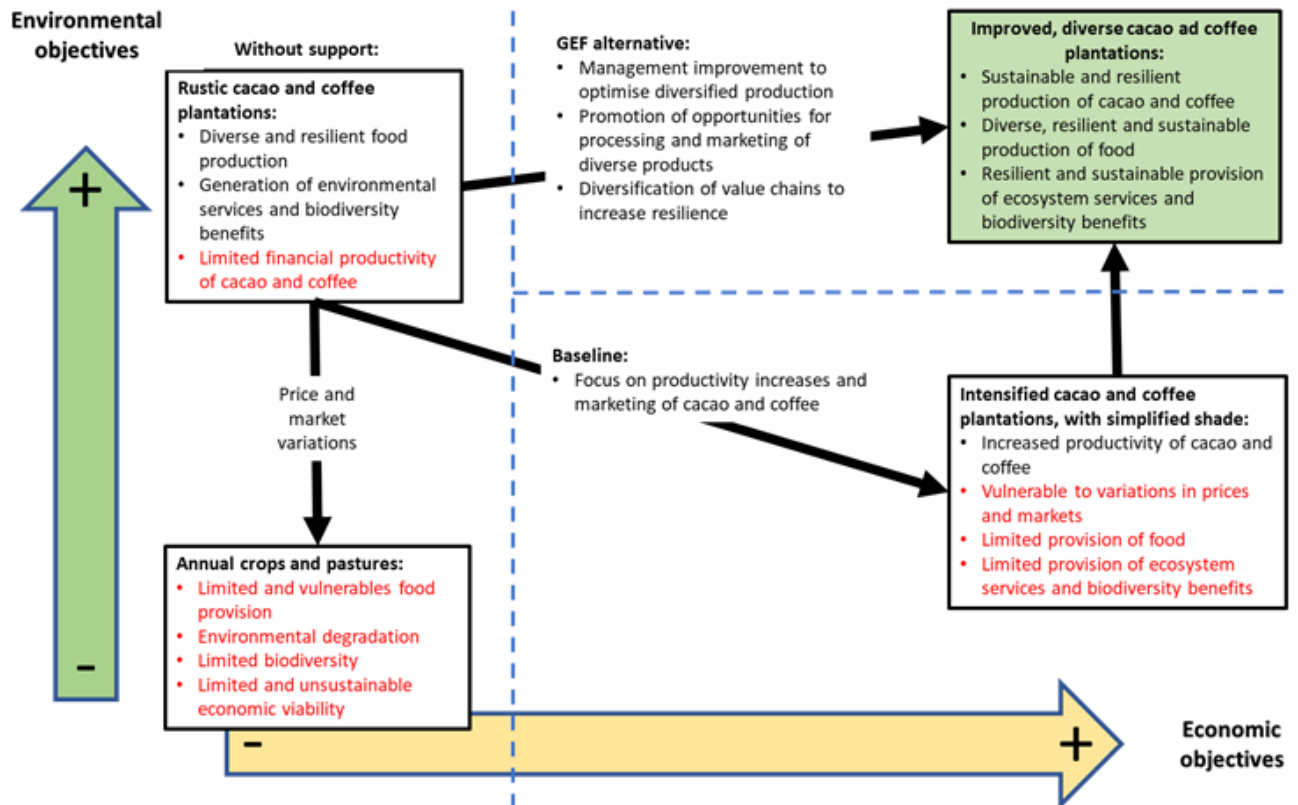 Environmental
objectives
Without support:
Rustic cacao and coffee
plantations:
• Diverse and resilient food
production
• Generation of environmental
services and biodiversity
benefits
• Limited financial productivity
of cacao and coffee
GEF alternative:
• Management improvement to
optimise diversified production
• Promotion of opportunities for
processing and marketing of
diverse products
• Diversification of value chains to
increase resilience
Improved, diverse cacao ad coffee
plantations:
• Sustainable and resilient
production of cacao and coffee
• Diverse, resilient and sustainable
production of food
• Resilient and sustainable provision
of ecosystem services and
biodiversity benefits
+
Price and
market
variations
Baseline:
• Focus on productivity increases and
marketing of cacao and coffee
Intensified cacao and coffee
plantations, with simplified shade:
• Increased productivity of cacao and
coffee
• Vulnerable to variations in prices
and markets
• Limited provision of food
• Limited provision of ecosystem
services and biodiversity benefits
Annual crops and pastures:
• Limited and vulnerables food
provision
• Environmental degradation
• Limited biodiversity
• Limited and unsustainable
economic viability
-
-
+
Economic
objectives